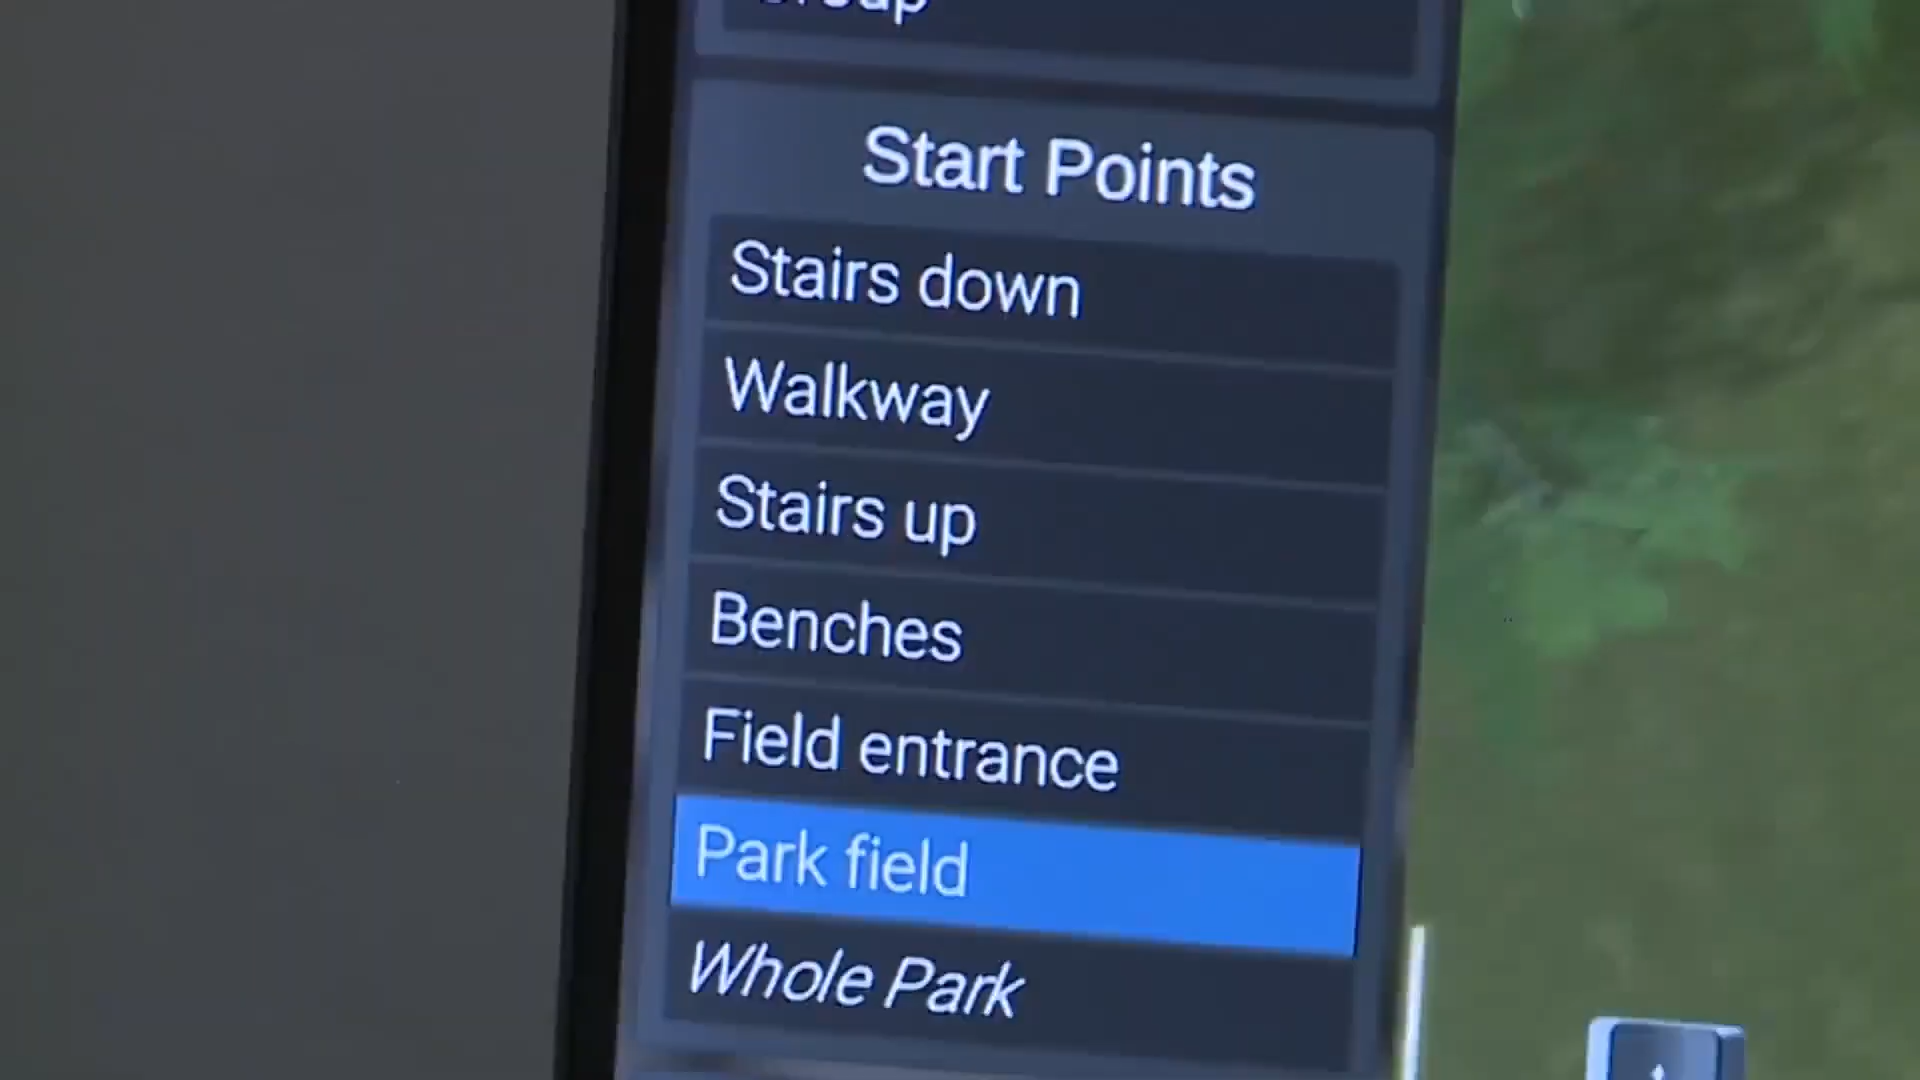 Start Points
Stairs down
Walkway
Stairs up
Benches
Field entrance
Park field
Whole Park